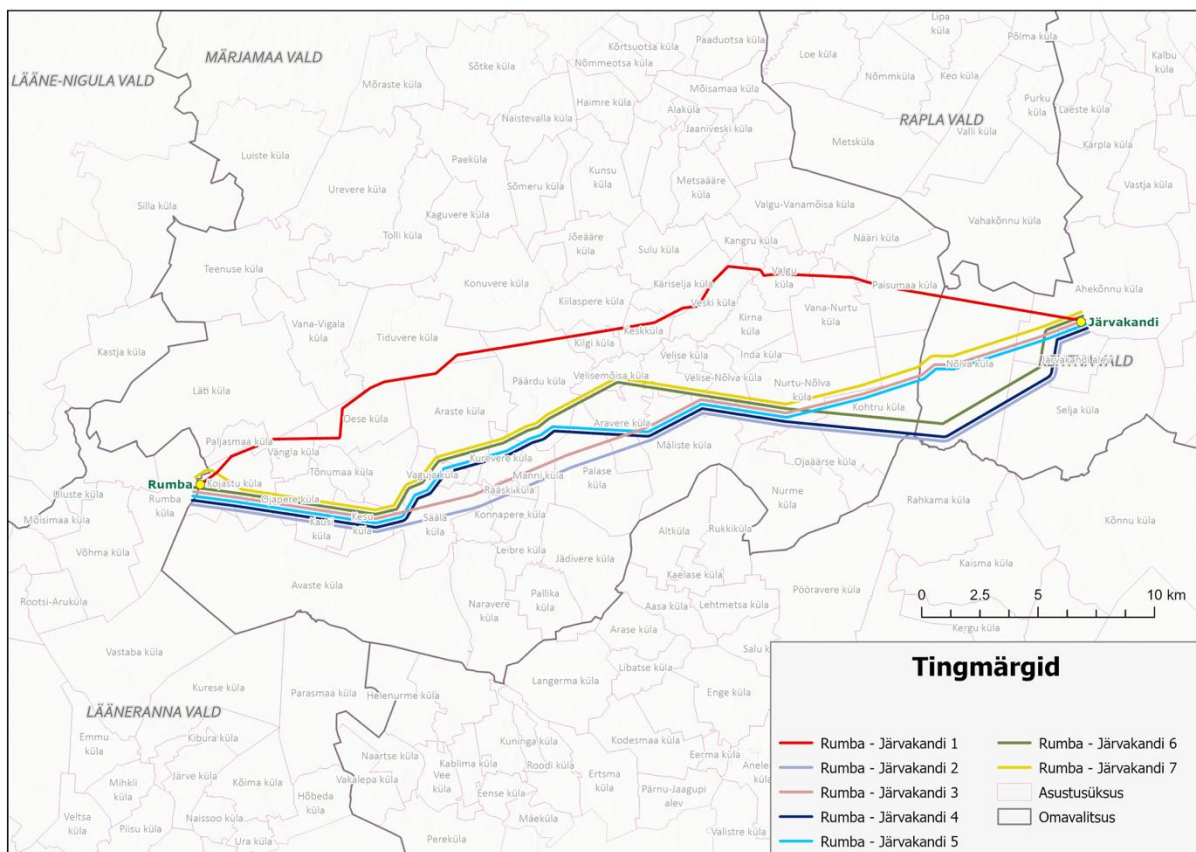 Lipa
küla
Põlma küla
Paaduotsa küla
Kõrtsuotsa küla
Loe küla
Kalbu
küla
MÄRJAMAA VALD
Nõmmeotsa küla
Sõtke küla
LÄÄNE-NIGULA VALD
Mõraste küla
Nõmmküla
Keo küla
Mõisamaa küla
Haimre küla
Alaküla
Purku
küla
Laeste küla
Naistevalla küla
RAPLA VALD
Jaaniveski küla
Valli küla
Metsküla
Kärpla küla
Luiste küla
Paeküla
Kunsu
küla
Metsaääre
küla
Vastja küla
Urevere küla
Sõmeru küla
Kaguvere küla
Silla küla
Valgu-Vanamõisa küla
Vahakõnnu küla
Tolli küla
Jõeääre
küla
Sulu küla
Kangru küla
Nääri küla
Teenuse küla
Valgu
küla
Konuvere küla
Käriselja küla
Paisumaa küla
Ahekõnnu küla
Kiilaspere küla
Veski küla
Vana-Nurtu
küla
Kirna
küla
Järvakandi
Vana-Vigala
küla
Tiduvere küla
Keskküla
Kilgi küla
Kastja küla
Velise küla
Inda küla
Nõlva küla
Päärdu küla
Velisemõisa küla
Velise-Nõlva küla
Nurtu-Nõlva
küla
Läti küla
Kohtru küla
Selja küla
Araste küla
Oese küla
Aravere küla
Paljasmaa küla
Vängla küla
Mäliste küla
Kurevere küla
Ojaäärse küla
Tõnumaa küla
Vaguja küla
Manni küla
Palase
küla
Rumba
Kojastu küla
Rääski küla
Rumba
küla
Ojapere küla
Nurme
küla
Rahkama küla
Kesu
küla
Kausi
küla
Sääla
küla
Konnapere küla
Mõisimaa
küla
Kõnnu küla
Altküla
Rukkiküla
Võhma
küla
Leibre küla
Jädivere küla
Kaisma küla
Kaelase küla
Avaste küla
Pööravere küla
Rootsi-Aruküla
Pallika
küla
Naravere
küla
Aasa küla
Lehtmetsa küla
0 2.5 5 10 km
Kergu küla
Arase küla
Vastaba küla
Salu
Libatse küla
Langerma küla
Kurese küla
Parasmaa küla
Helenurme küla
Enge küla
LÄÄNERANNA VALD
Emmu
küla
Kibura küla
Naartse küla
Kuninga küla
Kodesmaa küla
Kablima küla
Roodi küla
Eerma küla
Mihkli
küla
Järve küla
Kõima küla
Vakalepa küla
Vee
küla
Ertsma
küla
Anele
Hõbeda
küla
Eense küla
Pärnu-Jaagupi
alev
Veltsa
küla
Piisu küla
Naissoo küla
Mäeküla
Ura küla
Pereküla
Valistre küla
Tingmärgid
Rumba - Järvakandi 1
Rumba - Järvakandi 2
Rumba - Järvakandi 3
Rumba - Järvakandi 4
Rumba - Järvakandi 5
Rumba - Järvakandi 6
Rumba - Järvakandi 7
Asustusüksus
Omavalitsus